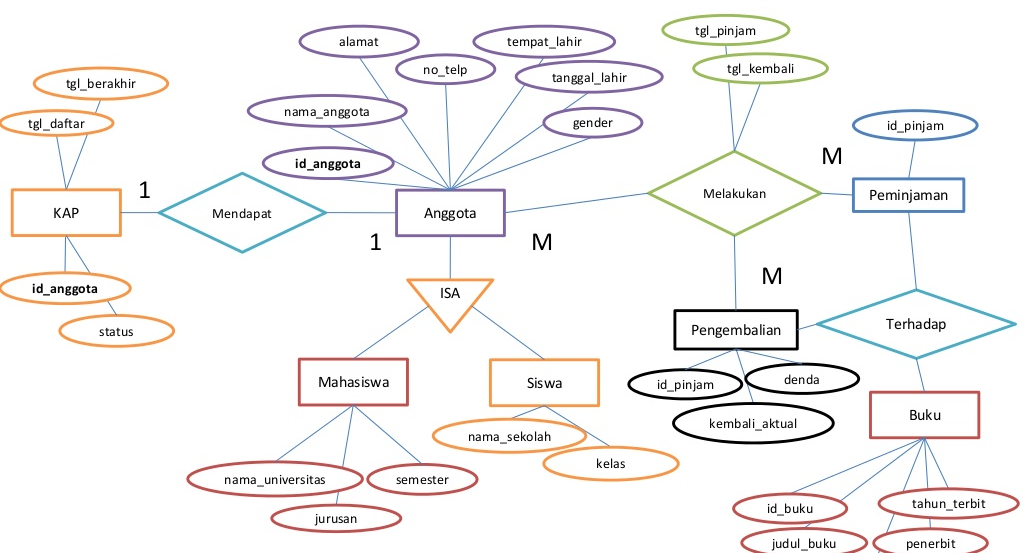 tgl_pinjam
alamat
tempat_lahir
no_telp
tgl_kembali
tgl_berakhir
tanggal_lahir
nama_anggota
gender
tgl_daftar
id_pinjam
id_anggota
M
1
KAP
Mendapat
Anggota
Melakukan
Peminjaman
1
M
M
id_anggota
ISA
status
Pengembalian
Terhadap
Mahasiswa
Siswa
id_pinjam
denda
kembali_aktual
Buku
nama_sekolah
kelas
nama_universitas
semester
jurusan
id_buku
tahun_terbit
judul_buku
penerbit